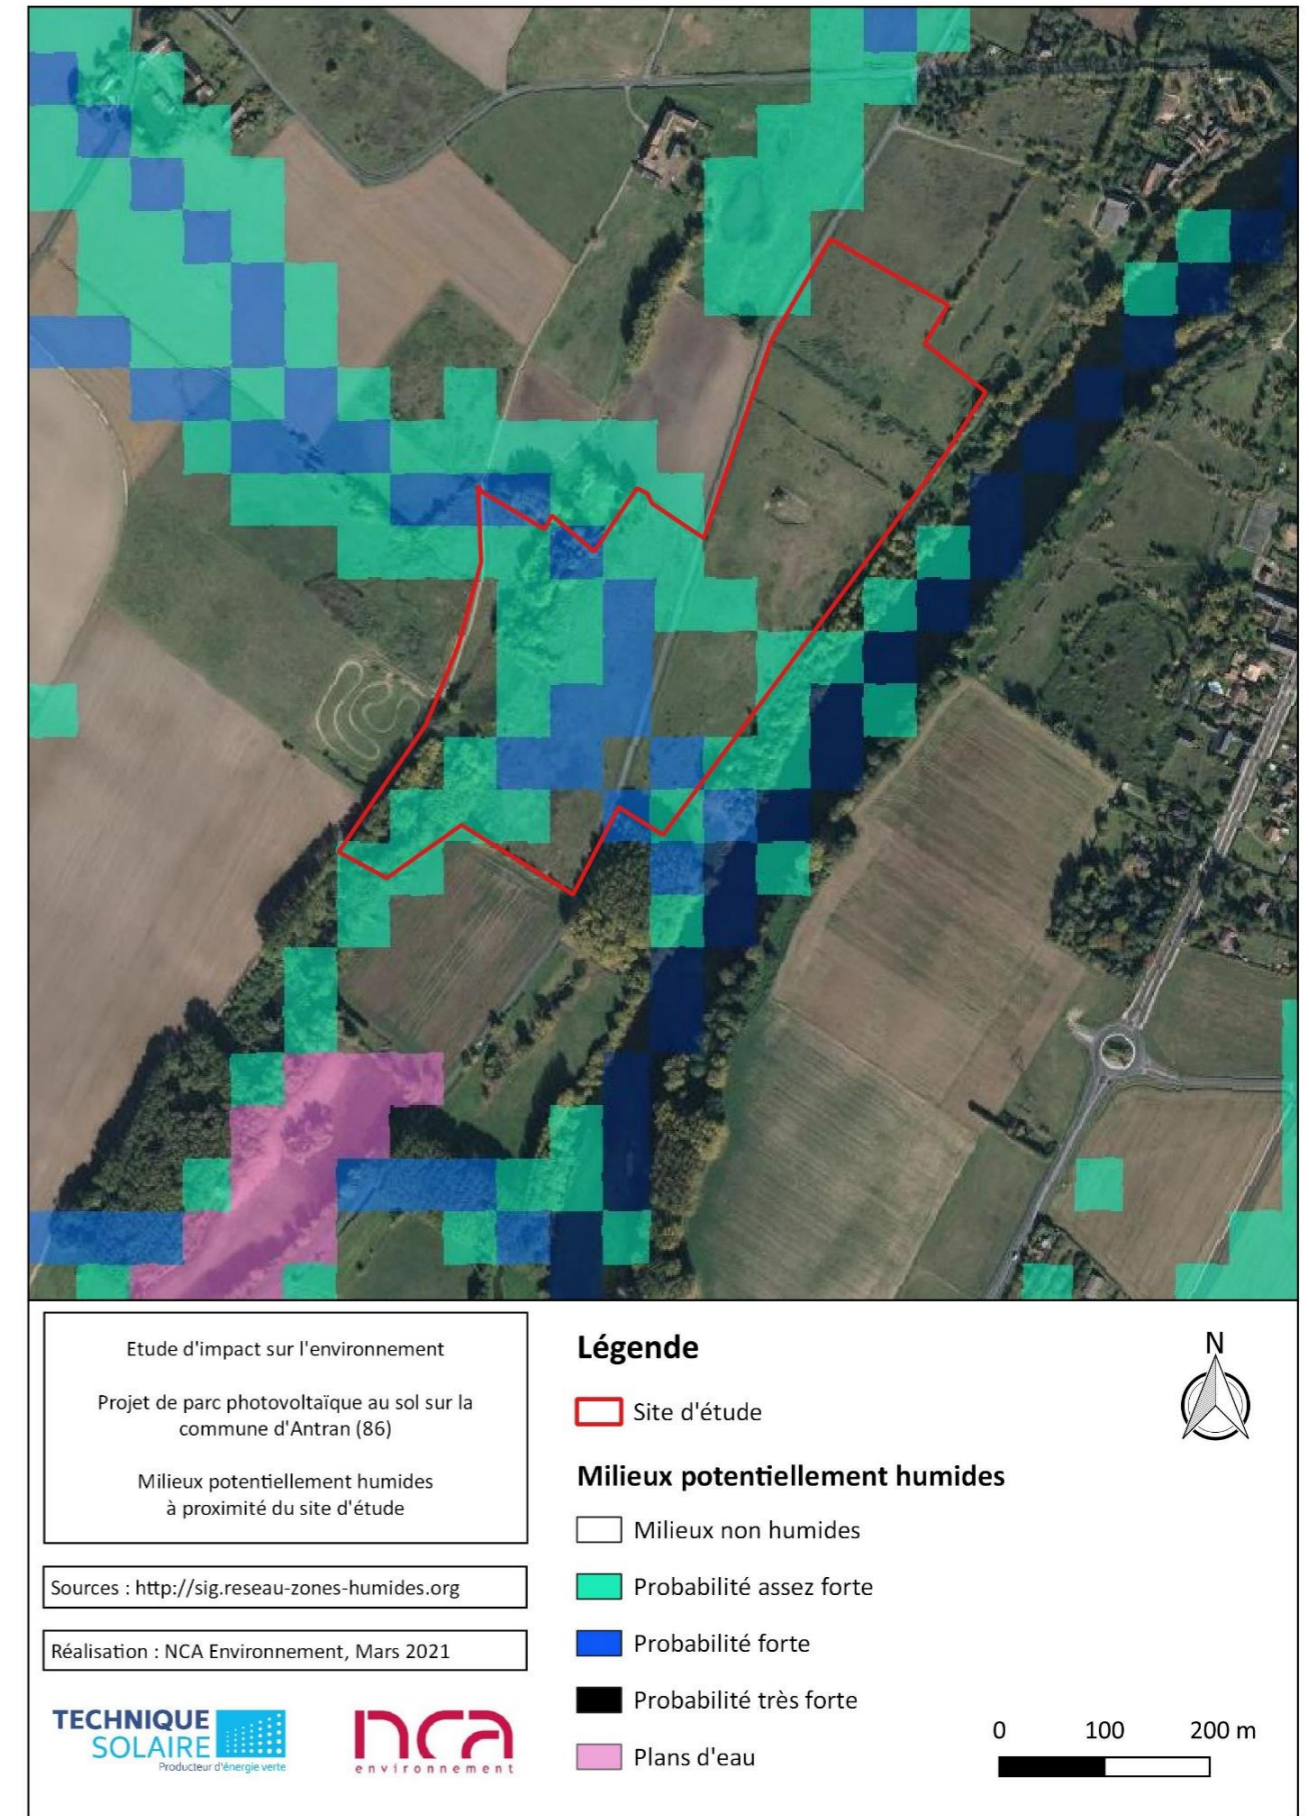 Etude d'impact sur l'environnement
Projet de parc photovoltaïque au sol sur la
commune d'Antran (86)
Milieux potentiellement humides
à proximité du site d'étude
Sources : http://sig.reseau-zones-humides.org
Réalisation : NCA Environnement, Mars 2021
TECHNIQUE
SOLAIRE
Producteur d'énergie verte
nca
environnement
Légende
Site d'étude
Milieux potentiellement humides
Milieux non humides
Probabilité assez forte
Probabilité forte
Probabilité très forte
Plans d'eau
N
0 100 200 m